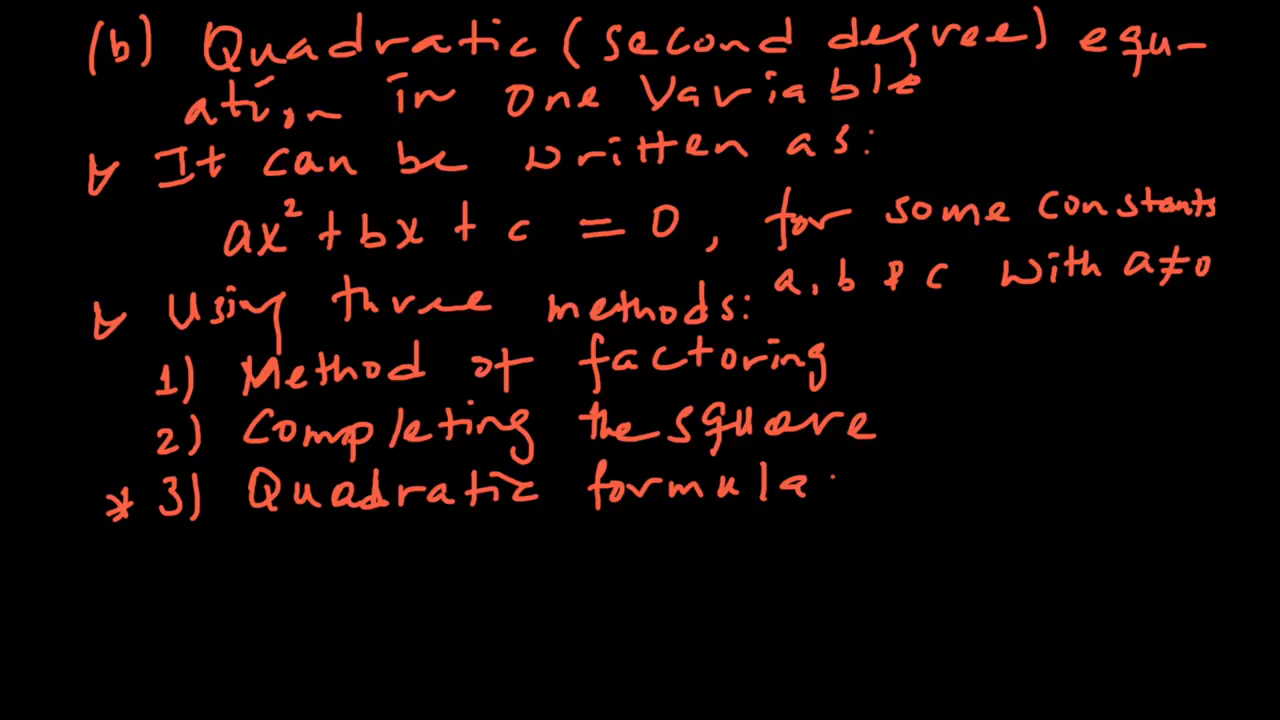 (b) Quadratic (second degree) equ-
ation in one variable
It can be written as:
ax² + bx + c = 0, for some constants
a, b & c with a≠0
Using three methods:
1) Method of factoring
2) Completing the square
* 3) Quadratic formula.